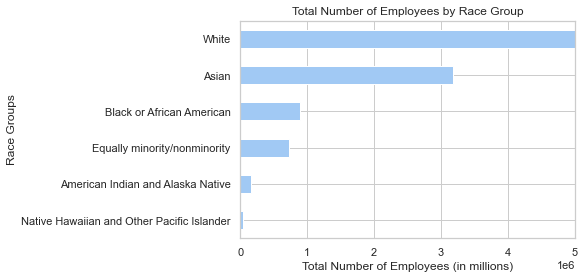 Total Number of Employees by Race Group
White
Asian
Black or African American
Equally minority/nonminority
American Indian and Alaska Native
Native Hawaiian and Other Pacific Islander
Race Groups
0 1 2 3 4 5
1e6
Total Number of Employees (in millions)